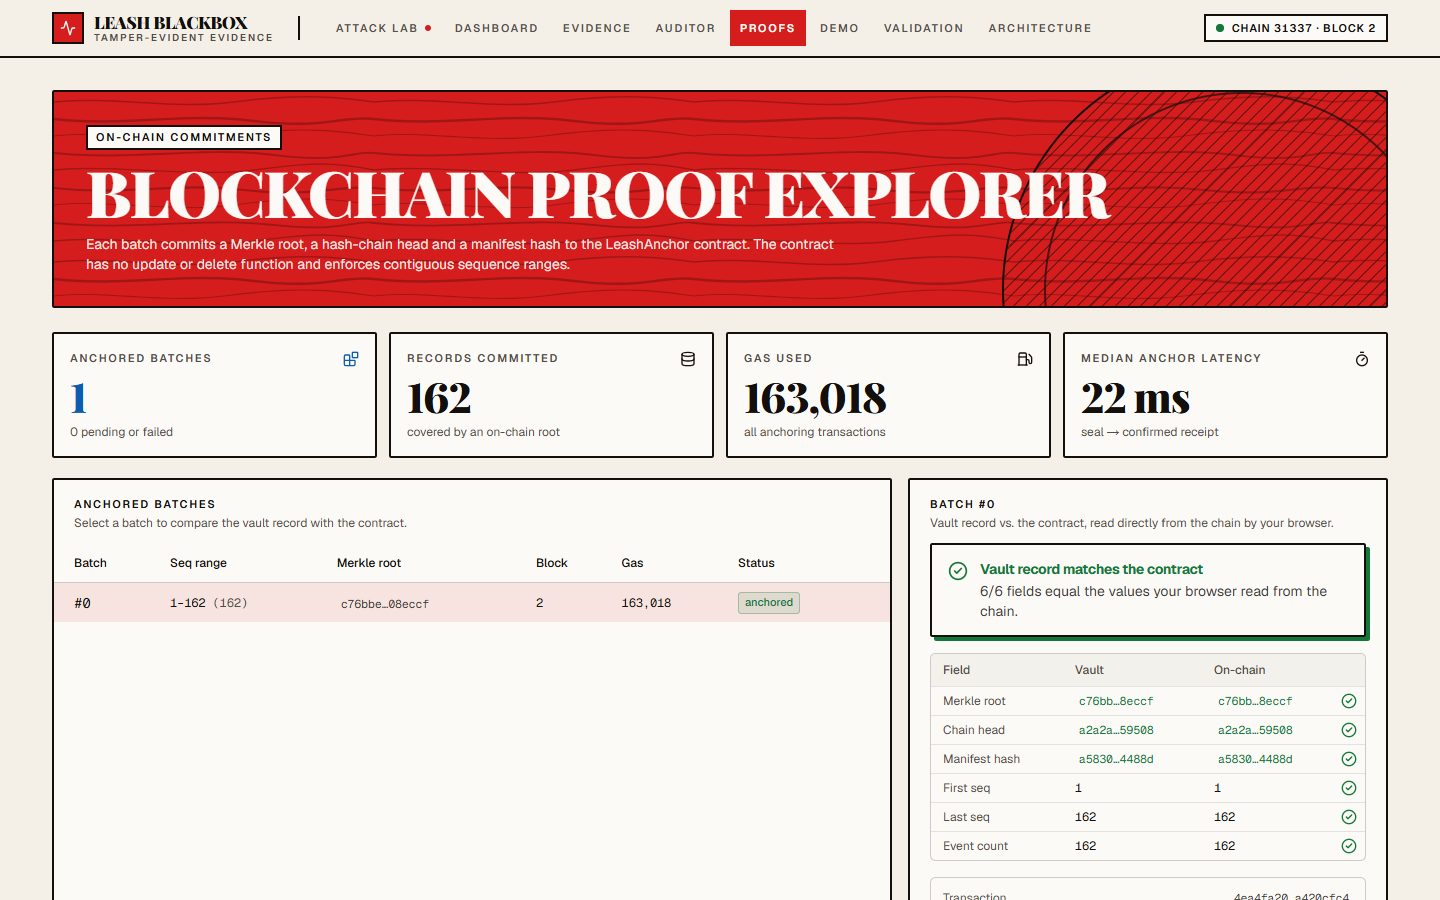 LEASH BLACKBOX
TAMPER-EVIDENT EVIDENCE
ATTACK LAB
DASHBOARD
EVIDENCE
AUDITOR
PROOFS
DEMO
VALIDATION
ARCHITECTURE
CHAIN 31337 · BLOCK 2
ON-CHAIN COMMITMENTS
BLOCKCHAIN PROOF EXPLORER
Each batch commits a Merkle root, a hash-chain head and a manifest hash to the LeashAnchor contract. The contract
has no update or delete function and enforces contiguous sequence ranges.
ANCHORED BATCHES
1
0 pending or failed
RECORDS COMMITTED
162
covered by an on-chain root
GAS USED
163,018
all anchoring transactions
MEDIAN ANCHOR LATENCY
22 ms
seal → confirmed receipt
ANCHORED BATCHES
Select a batch to compare the vault record with the contract.
Batch Seq range Merkle root Block Gas Status
#0 1–162 (162) c76bbe…08eccf 2 163,018 anchored
BATCH #0
Vault record vs. the contract, read directly from the chain by your browser.
Vault record matches the contract
6/6 fields equal the values your browser read from the
chain.
Field Vault On-chain
Merkle root c76bb…8eccf c76bb…8eccf
Chain head a2a2a…59508 a2a2a…59508
Manifest hash a5830…4488d a5830…4488d
First seq 1 1
Last seq 162 162
Event count 162 162
Transaction 4ea4fa20…a420cfc4